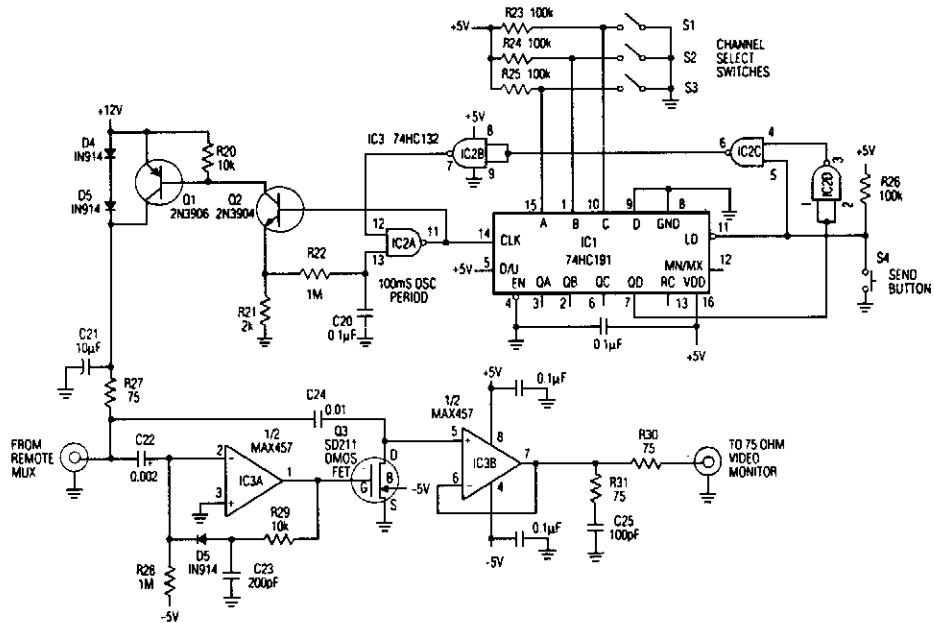 R23 100k
+5V
R24 100k
R25 100k
S1
S2
S3
CHANNEL
SELECT
SWITCHES
+12V
D4
IN914
R20
10k
D5
IN914
Q1
2N3906
Q2
2N3904
IC3 74HC132
+5V
8
IC2B
7
9
6
IC2C
4
5
3
IC2D
1
2
+5V
R26
100k
15
1
10
9
8
A
B
C
D
GND
12
IC2A
11
13
14
CLK
IC1
74HC191
LD
11
+5V
5
D/U
MN/MX
12
EN
QA
QB
QC
QD
RC
VDD
4
3
2
6
7
13
16
S4
SEND
BUTTON
R22
1M
100mS OSC
PERIOD
R21
2k
C20
0.1µF
0.1µF
+5V
C21
10µF
R27
75
C24
0.01
FROM
REMOTE
MUX
C22
+
0.002
1/2
MAX457
2
-
3
+
IC3A
1
Q3
SD211
DMOS
FET
D
G
B
S
-5V
R29
10k
D5
IN914
C23
200pF
R28
1M
-5V
1/2
MAX457
+5V
0.1µF
5
+
8
6
-
IC3B
7
4
0.1µF
-5V
R30
75
R31
75
C25
100pF
TO 75 OHM
VIDEO
MONITOR